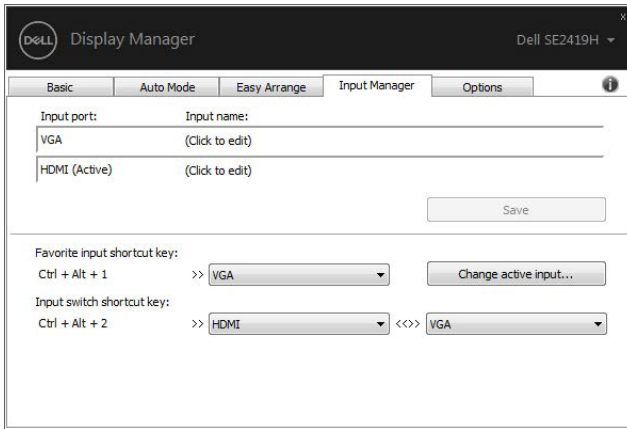 DELL Display Manager Dell SE2419H
x
Basic Auto Mode Easy Arrange Input Manager Options i
Input port: Input name:
VGA (Click to edit)
HDMI (Active) (Click to edit)
Save
Favorite input shortcut key:
Ctrl + Alt + 1 >> VGA Change active input...
Input switch shortcut key:
Ctrl + Alt + 2 >> HDMI <<>> VGA